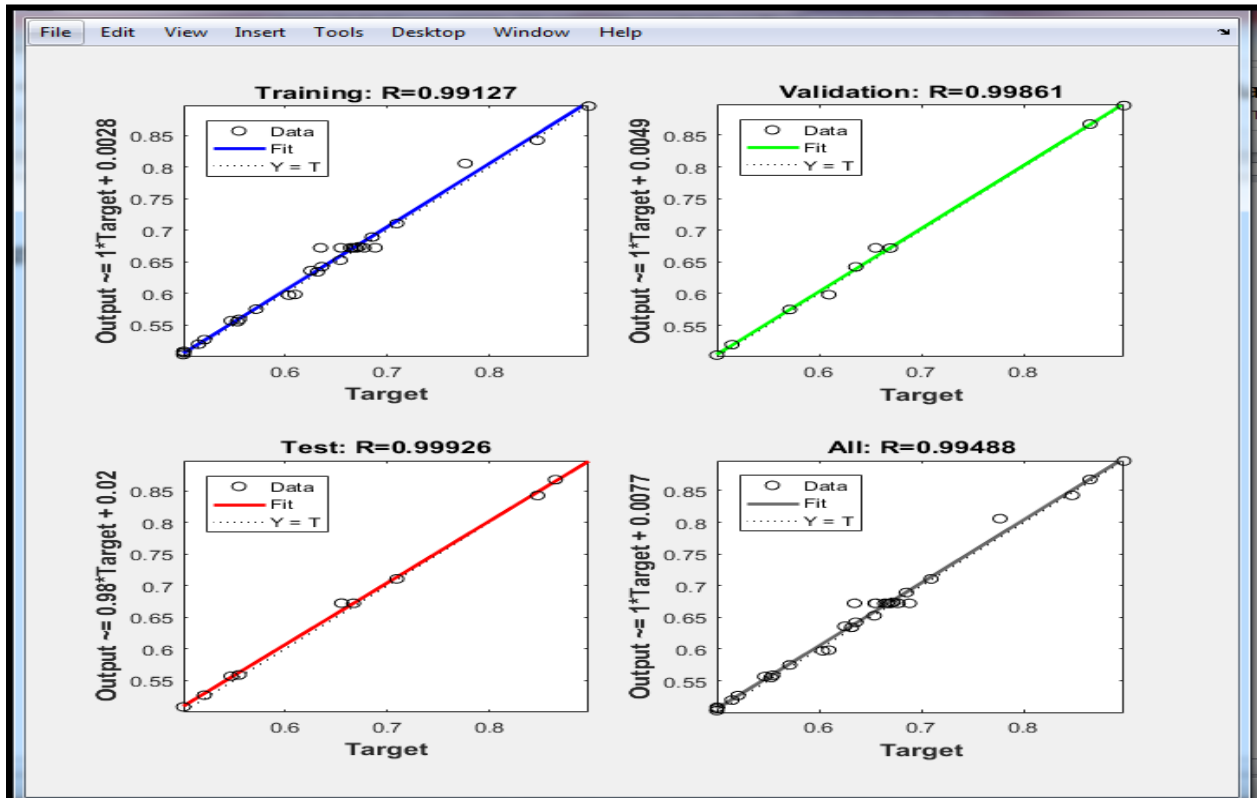 File Edit View Insert Tools Desktop Window Help
Training: R=0.99127
Output ~= 1*Target + 0.0028
Data
Fit
Y = T
0.85
0.8
0.75
0.7
0.65
0.6
0.55
0.6 0.7 0.8
Target
Validation: R=0.99861
Output ~= 1*Target + 0.0049
Data
Fit
Y = T
0.85
0.8
0.75
0.7
0.65
0.6
0.55
0.6 0.7 0.8
Target
Test: R=0.99926
Output ~= 0.98*Target + 0.02
Data
Fit
Y = T
0.85
0.8
0.75
0.7
0.65
0.6
0.55
0.6 0.7 0.8
Target
All: R=0.99488
Output ~= 1*Target + 0.0077
Data
Fit
Y = T
0.85
0.8
0.75
0.7
0.65
0.6
0.55
0.6 0.7 0.8
Target